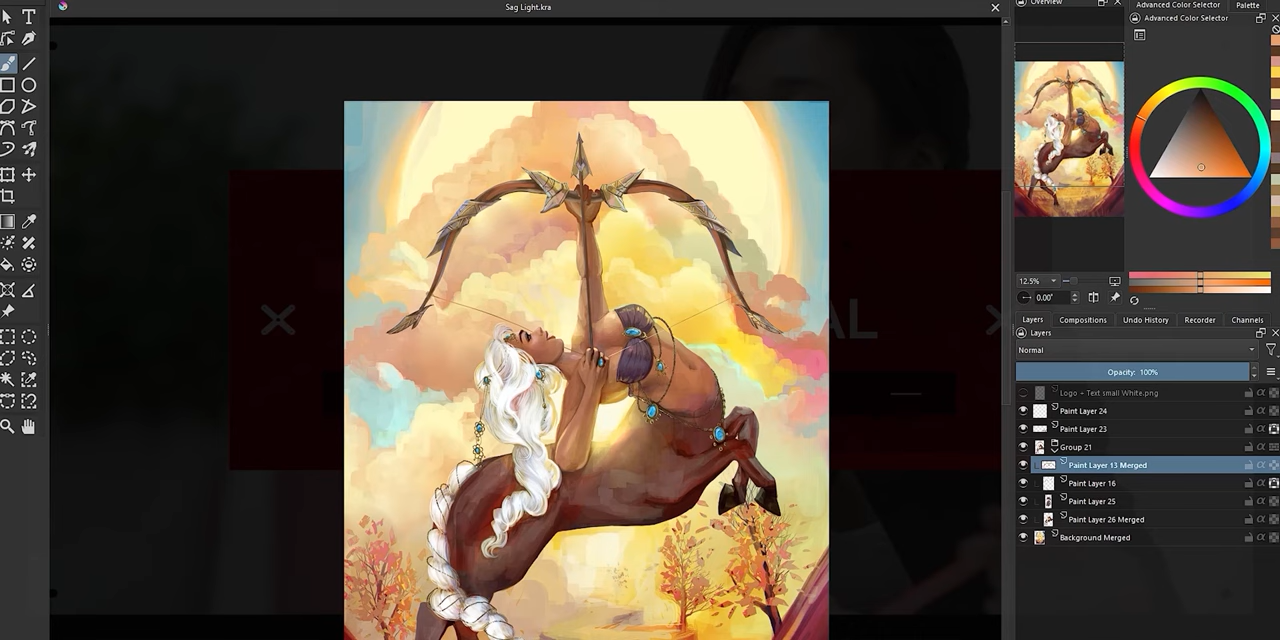 Sag Light.kra
Overview
Advanced Color Selector
Palette
Advanced Color Selector
12.5%
0.00°
Layers
Compositions
Undo History
Recorder
Channels
Layers
Normal
Opacity: 100%
Logo + Text small White.png
Paint Layer 24
Paint Layer 23
Group 21
Paint Layer 13 Merged
Paint Layer 16
Paint Layer 25
Paint Layer 26 Merged
Background Merged